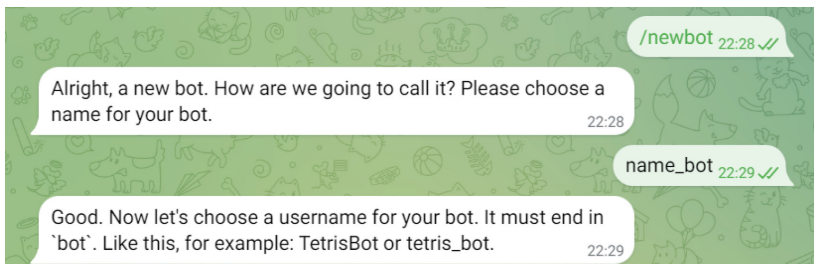 /newbot 22:28
Alright, a new bot. How are we going to call it? Please choose a
name for your bot.
22:28
name_bot 22:29
Good. Now let's choose a username for your bot. It must end in
`bot`. Like this, for example: TetrisBot or tetris_bot.
22:29